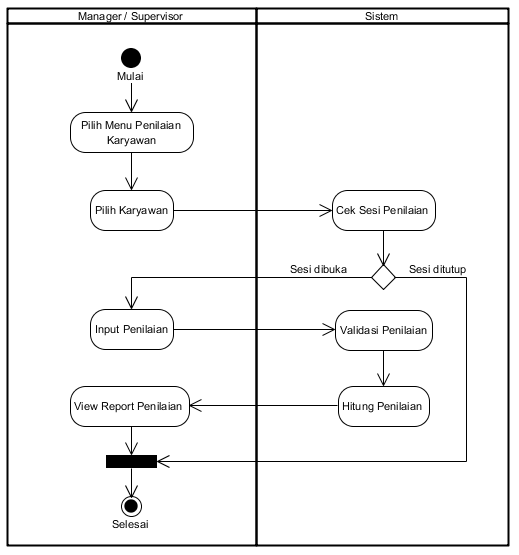 Manager / Supervisor
Sistem
Mulai
Pilih Menu Penilaian
Karyawan
Pilih Karyawan
Cek Sesi Penilaian
Sesi dibuka
Sesi ditutup
Input Penilaian
Validasi Penilaian
View Report Penilaian
Hitung Penilaian
Selesai